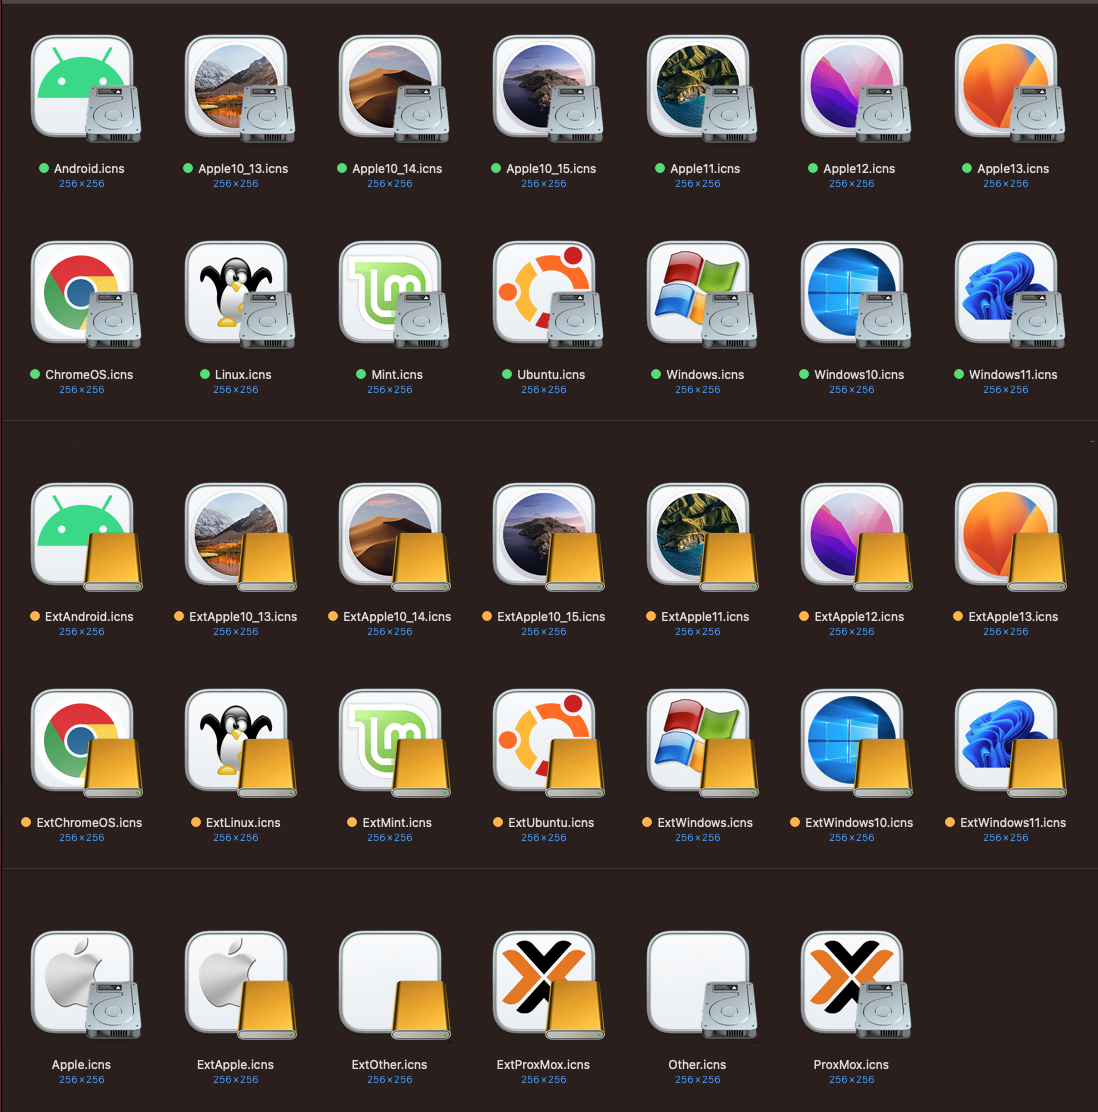 Android.icns
256×256
Apple10_13.icns
256×256
Apple10_14.icns
256×256
Apple10_15.icns
256×256
Apple11.icns
256×256
Apple12.icns
256×256
Apple13.icns
256×256
ChromeOS.icns
256×256
Linux.icns
256×256
Mint.icns
256×256
Ubuntu.icns
256×256
Windows.icns
256×256
Windows10.icns
256×256
Windows11.icns
256×256
ExtAndroid.icns
256×256
ExtApple10_13.icns
256×256
ExtApple10_14.icns
256×256
ExtApple10_15.icns
256×256
ExtApple11.icns
256×256
ExtApple12.icns
256×256
ExtApple13.icns
256×256
ExtChromeOS.icns
256×256
ExtLinux.icns
256×256
ExtMint.icns
256×256
ExtUbuntu.icns
256×256
ExtWindows.icns
256×256
ExtWindows10.icns
256×256
ExtWindows11.icns
256×256
Apple.icns
256×256
ExtApple.icns
256×256
ExtOther.icns
256×256
ExtProxMox.icns
256×256
Other.icns
256×256
ProxMox.icns
256×256